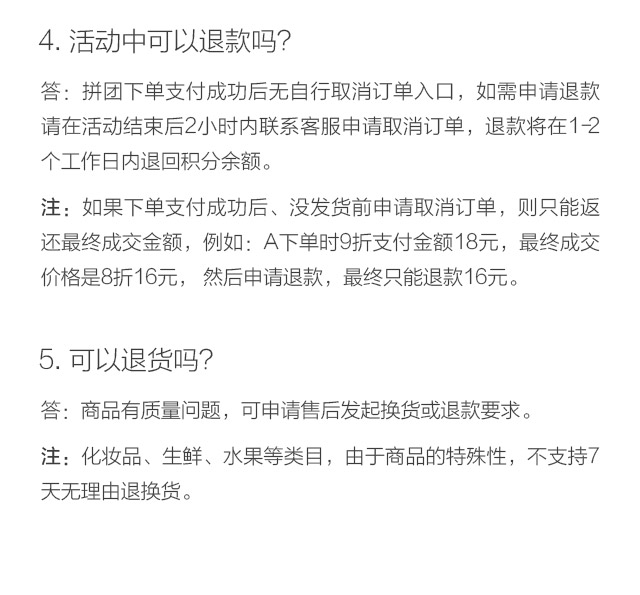 4. 活动中可以退款吗？
答：拼团下单支付成功后无自行取消订单入口，如需申请退款
请在活动结束后2小时内联系客服申请取消订单，退款将在1-2
个工作日内退回积分余额。
注：如果下单支付成功后、没发货前申请取消订单，则只能返
还最终成交金额，例如：A下单时9折支付金额18元，最终成交
价格是8折16元， 然后申请退款，最终只能退款16元。
5. 可以退货吗？
答：商品有质量问题，可申请售后发起换货或退款要求。
注：化妆品、生鲜、水果等类目，由于商品的特殊性，不支持7
天无理由退换货。